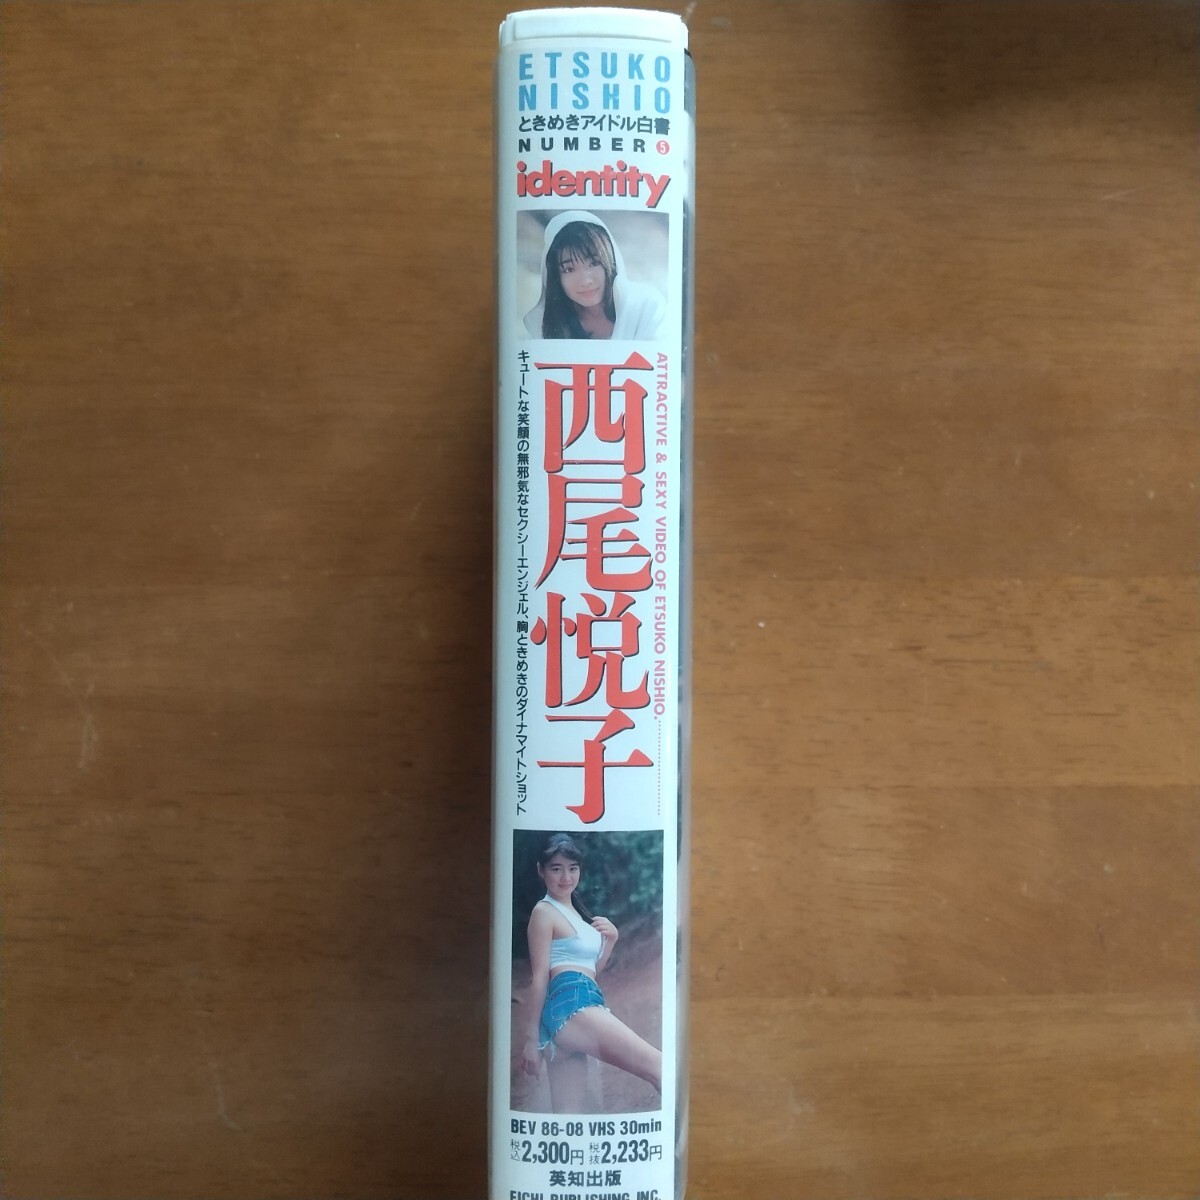 ETSUKO
NISHIO
ときめきアイドル白書
NUMBER 5
identity
西尾悦子
ATTRACTIVE & SEXY VIDEO OF ETSUKO NISHIO.
キュートな笑顔の無邪気なセクシーエンジェル、胸ときめきのダイナマイトショット
BEV 86-08 VHS 30min
税込2,300円 税抜2,233円
英知出版
EICHI PUBLISHING INC.